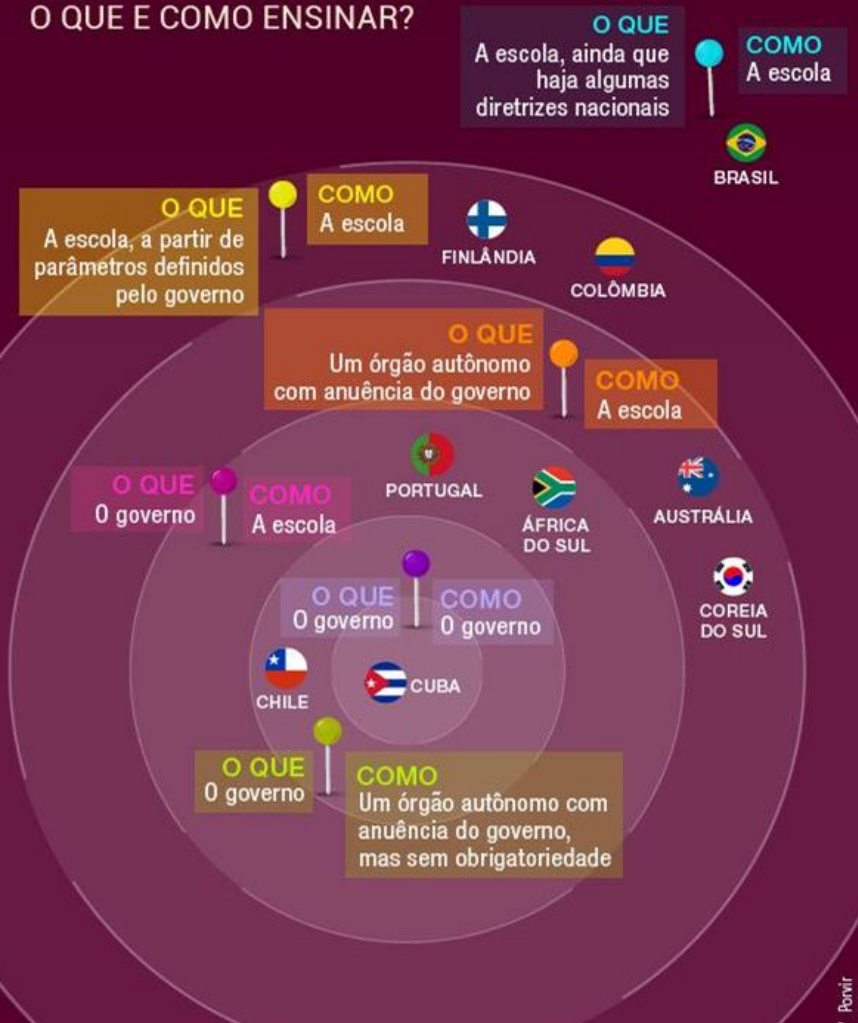 O QUE E COMO ENSINAR?
O QUE
A escola, ainda que
haja algumas
diretrizes nacionais
COMO
A escola
BRASIL
O QUE
A escola, a partir de
parâmetros definidos
pelo governo
COMO
A escola
FINLÂNDIA
COLÔMBIA
O QUE
Um órgão autônomo
com anuência do governo
COMO
A escola
O QUE
O governo
COMO
A escola
PORTUGAL
ÁFRICA
DO SUL
AUSTRÁLIA
COREIA
DO SUL
O QUE
O governo
COMO
O governo
CHILE
CUBA
O QUE
O governo
COMO
Um órgão autônomo com
anuência do governo,
mas sem obrigatoriedade
Porvir